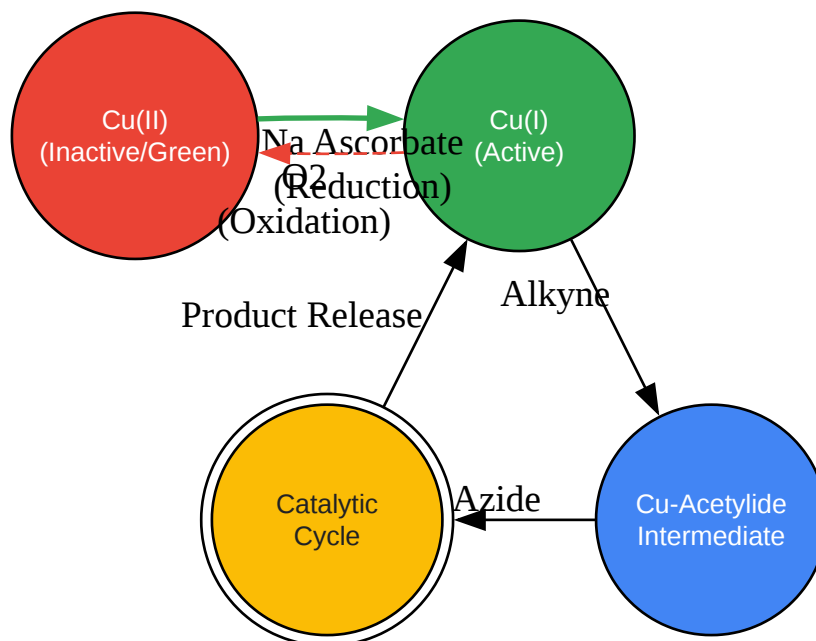 Cu(II)
(Inactive/Green)
Cu(I)
(Active)
Na Ascorbate
(Reduction)
O2
(Oxidation)
Product Release
Alkyne
Catalytic
Cycle
Azide
Cu-Acetylide
Intermediate